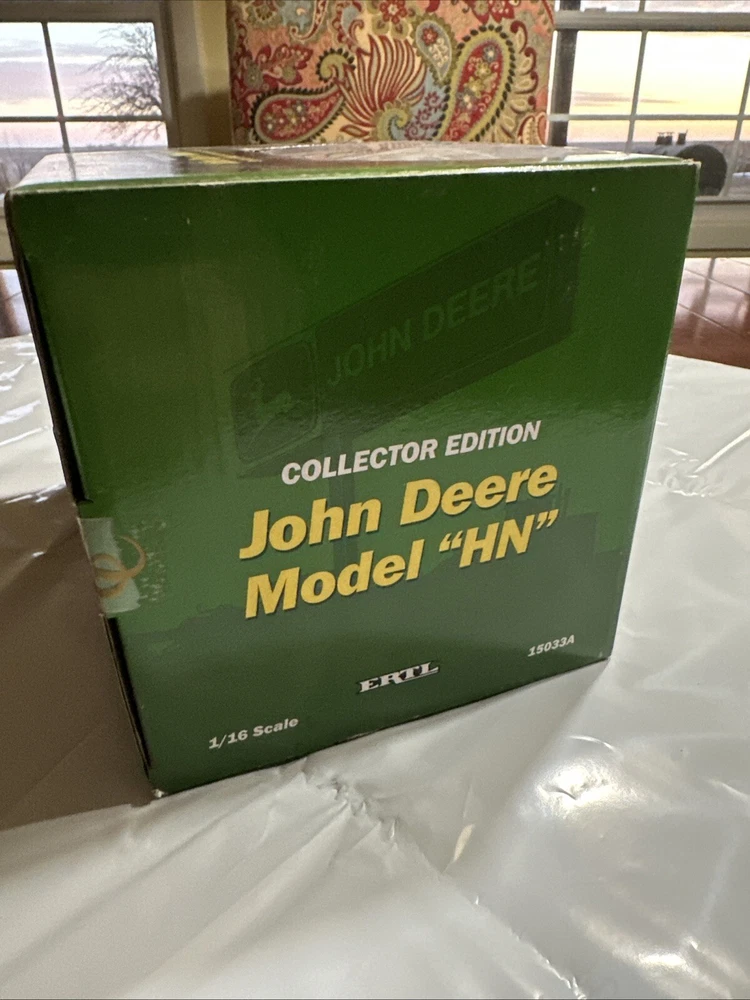 JOHN DEERE
COLLECTOR EDITION
John Deere
Model “HN”
ERTL
15033A
1/16 Scale